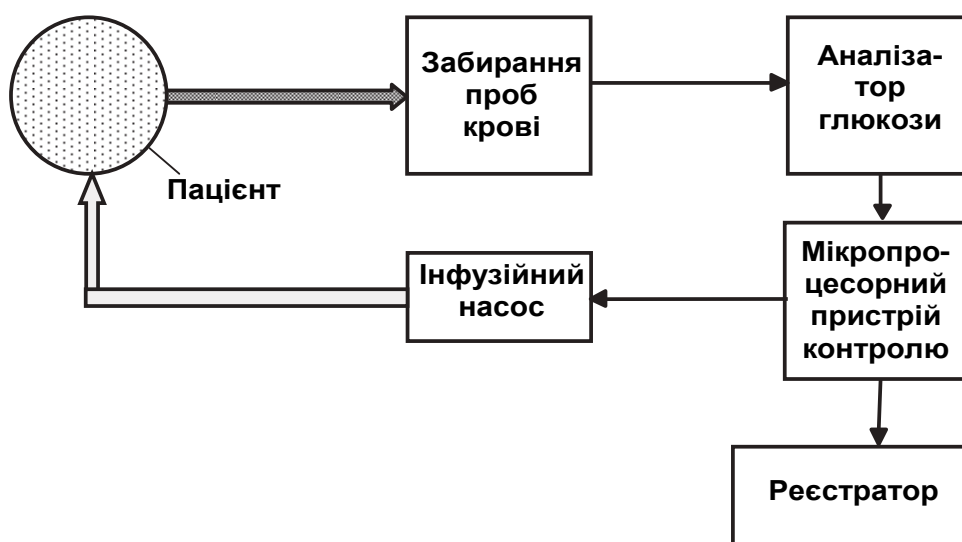 Забирання
проб
крові
Аналіза-
тор
глюкози
Пацієнт
Інфузійний
насос
Мікропро-
цесорний
пристрій
контролю
Реєстратор